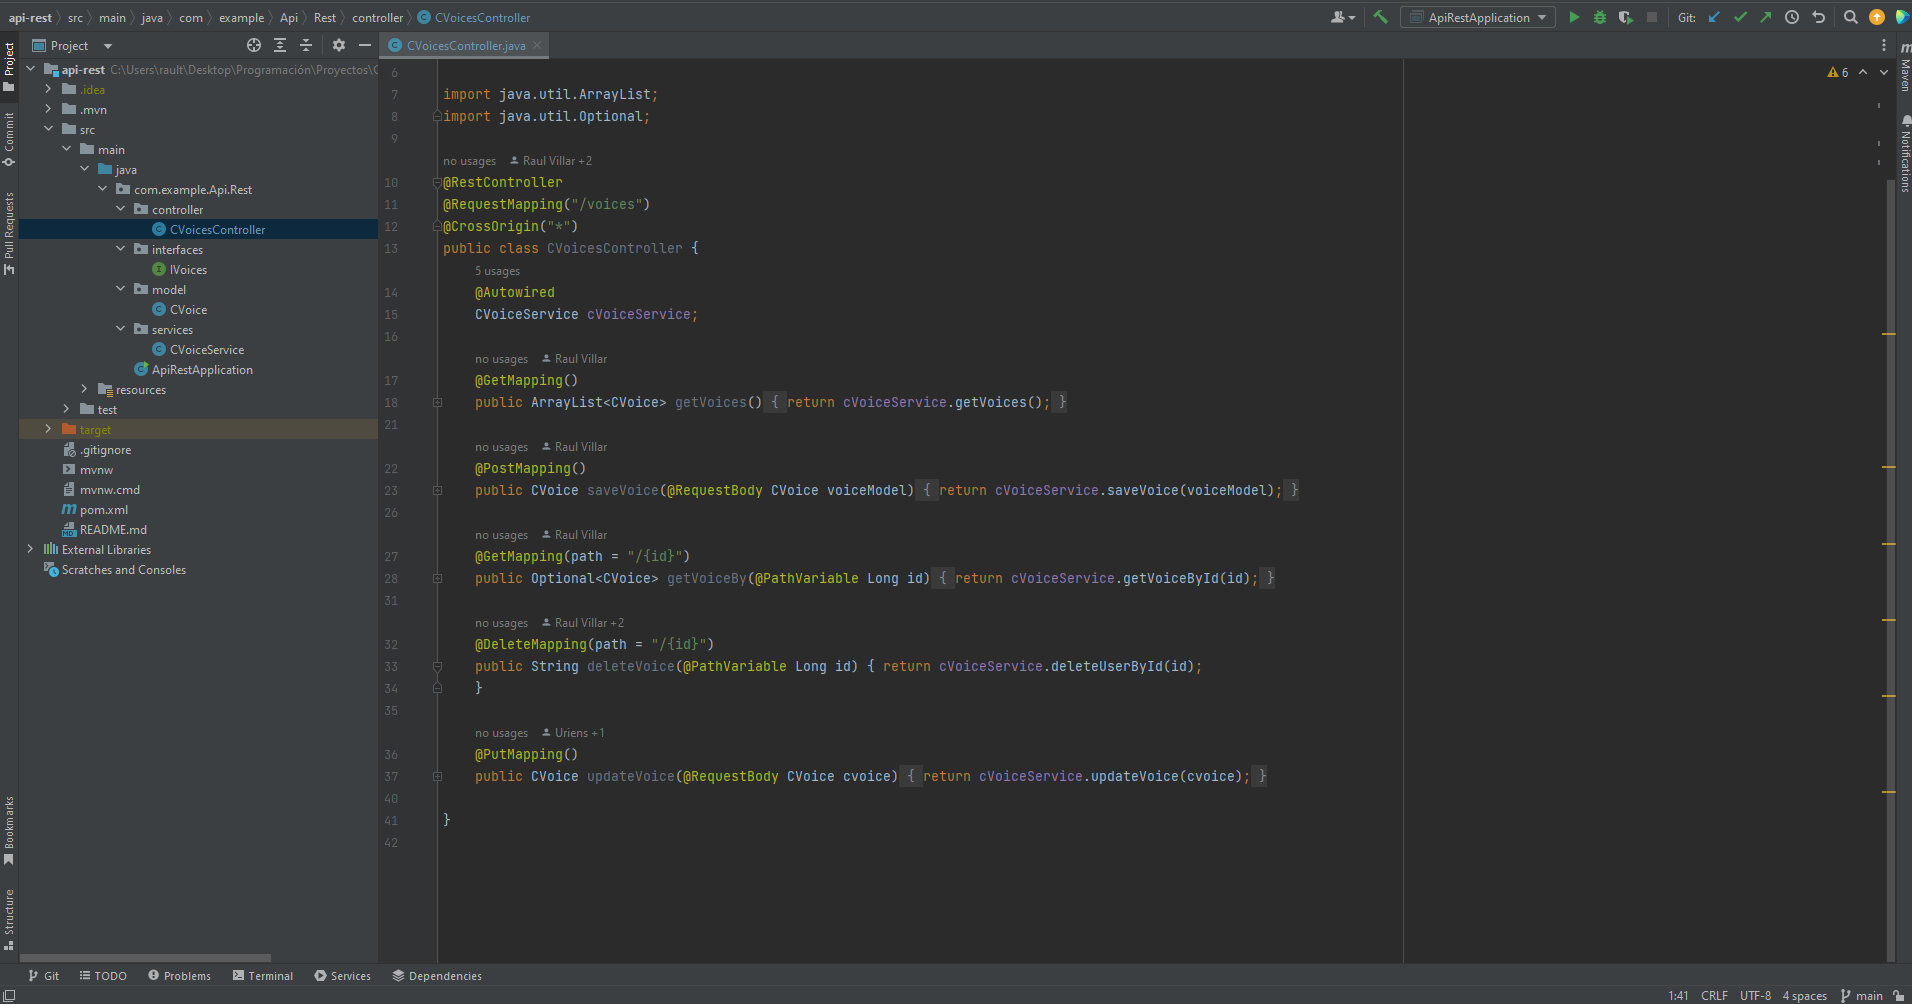 api-rest src main java com example Api Rest controller CVoicesController
ApiRestApplication
Git:
Project
CVoicesController.java
api-rest C:\Users\rault\Desktop\Programación\Proyectos\
.idea
.mvn
src
main
java
com.example.Api.Rest
controller
CVoicesController
interfaces
IVoices
model
CVoice
services
CVoiceService
ApiRestApplication
resources
test
target
.gitignore
mvnw
mvnw.cmd
pom.xml
README.md
External Libraries
Scratches and Consoles
Project
Commit
Pull Requests
Bookmarks
Structure
6
6
7 import java.util.ArrayList;
8 import java.util.Optional;
9
no usages Raul Villar +2
10 @RestController
11 @RequestMapping("/voices")
12 @CrossOrigin("*")
13 public class CVoicesController {
5 usages
14 @Autowired
15 CVoiceService cVoiceService;
16
no usages Raul Villar
17 @GetMapping()
18 public ArrayList<CVoice> getVoices() { return cVoiceService.getVoices(); }
21
no usages Raul Villar
22 @PostMapping()
23 public CVoice saveVoice(@RequestBody CVoice voiceModel) { return cVoiceService.saveVoice(voiceModel); }
26
no usages Raul Villar
27 @GetMapping(path = "/{id}")
28 public Optional<CVoice> getVoiceBy(@PathVariable Long id) { return cVoiceService.getVoiceById(id); }
31
no usages Raul Villar +2
32 @DeleteMapping(path = "/{id}")
33 public String deleteVoice(@PathVariable Long id) { return cVoiceService.deleteUserById(id);
34 }
35
no usages Uriens +1
36 @PutMapping()
37 public CVoice updateVoice(@RequestBody CVoice cvoice) { return cVoiceService.updateVoice(cvoice); }
40
41 }
42
Maven
Notifications
Git TODO Problems Terminal Services Dependencies
1:41 CRLF UTF-8 4 spaces main